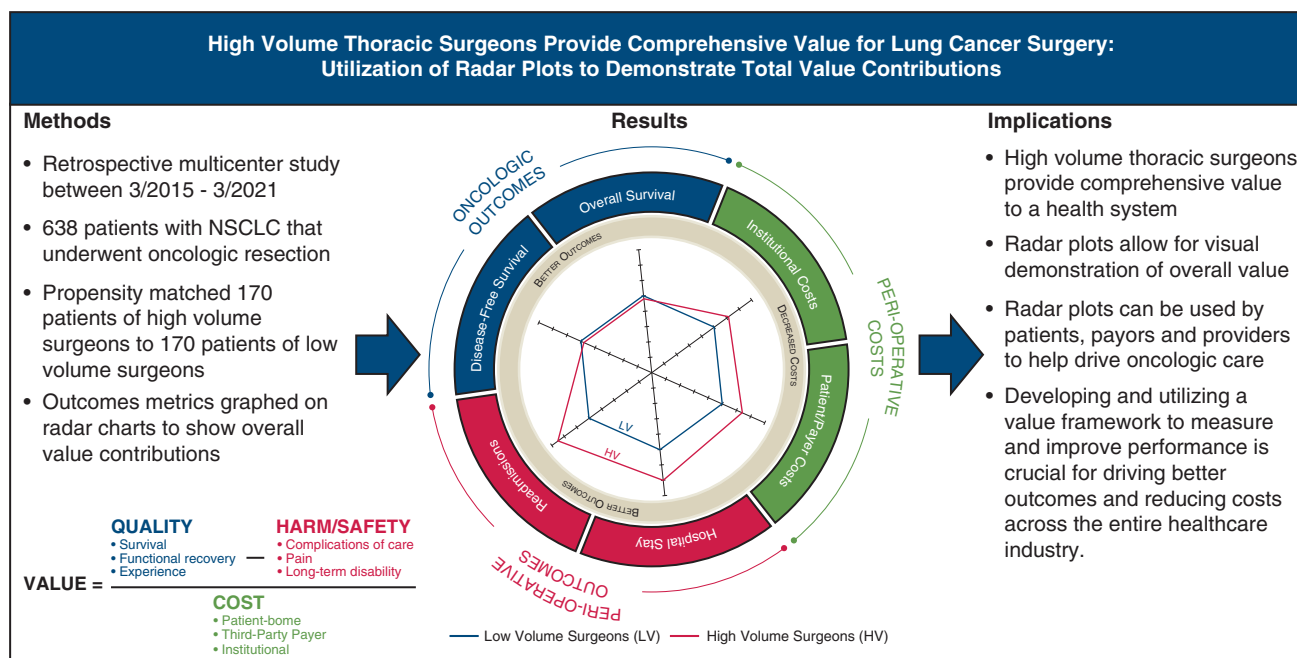 High Volume Thoracic Surgeons Provide Comprehensive Value for Lung Cancer Surgery:
Utilization of Radar Plots to Demonstrate Total Value Contributions
Methods
• Retrospective multicenter study
between 3/2015 - 3/2021
• 638 patients with NSCLC that
underwent oncologic resection
• Propensity matched 170
patients of high volume
surgeons to 170 patients of low
volume surgeons
• Outcomes metrics graphed on
radar charts to show overall
value contributions
VALUE =
QUALITY
• Survival
• Functional recovery
• Experience
—
HARM/SAFETY
• Complications of care
• Pain
• Long-term disability
COST
• Patient-bome
• Third-Party Payer
• Institutional
Results
ONCOLOGIC
OUTCOMES
Overall Survival
Institutional Costs
PERI-OPERATIVE
COSTS
Patient/Payer Costs
Hospital Stay
PERI-OPERATIVE
OUTCOMES
Readmissions
Disease-Free Survival
BETTER OUTCOMES
DECREASED COSTS
BETTER OUTCOMES
LV
HV
Low Volume Surgeons (LV)
High Volume Surgeons (HV)
Implications
• High volume thoracic surgeons
provide comprehensive value
to a health system
• Radar plots allow for visual
demonstration of overall value
• Radar plots can be used by
patients, payors and providers
to help drive oncologic care
• Developing and utilizing a
value framework to measure
and improve performance is
crucial for driving better
outcomes and reducing costs
across the entire healthcare
industry.